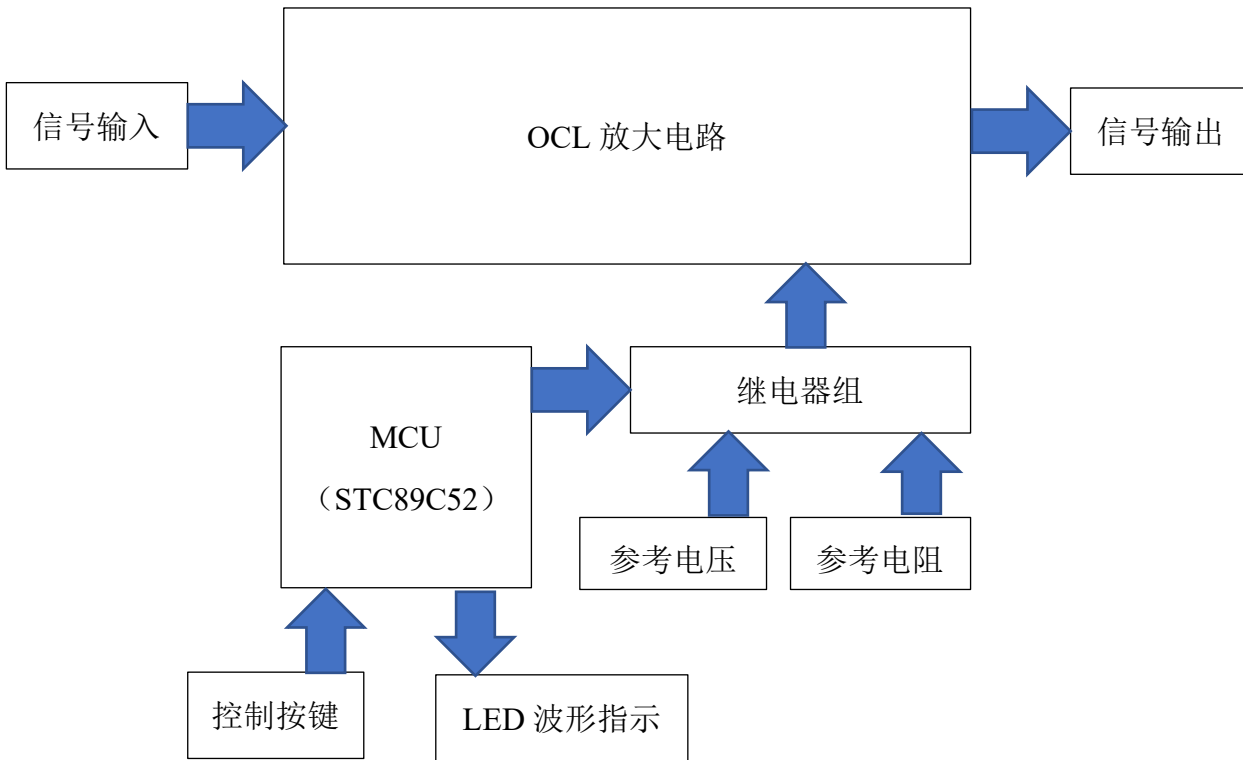 信号输入
OCL 放大电路
信号输出
MCU
（STC89C52）
继电器组
参考电压
参考电阻
控制按键
LED 波形指示